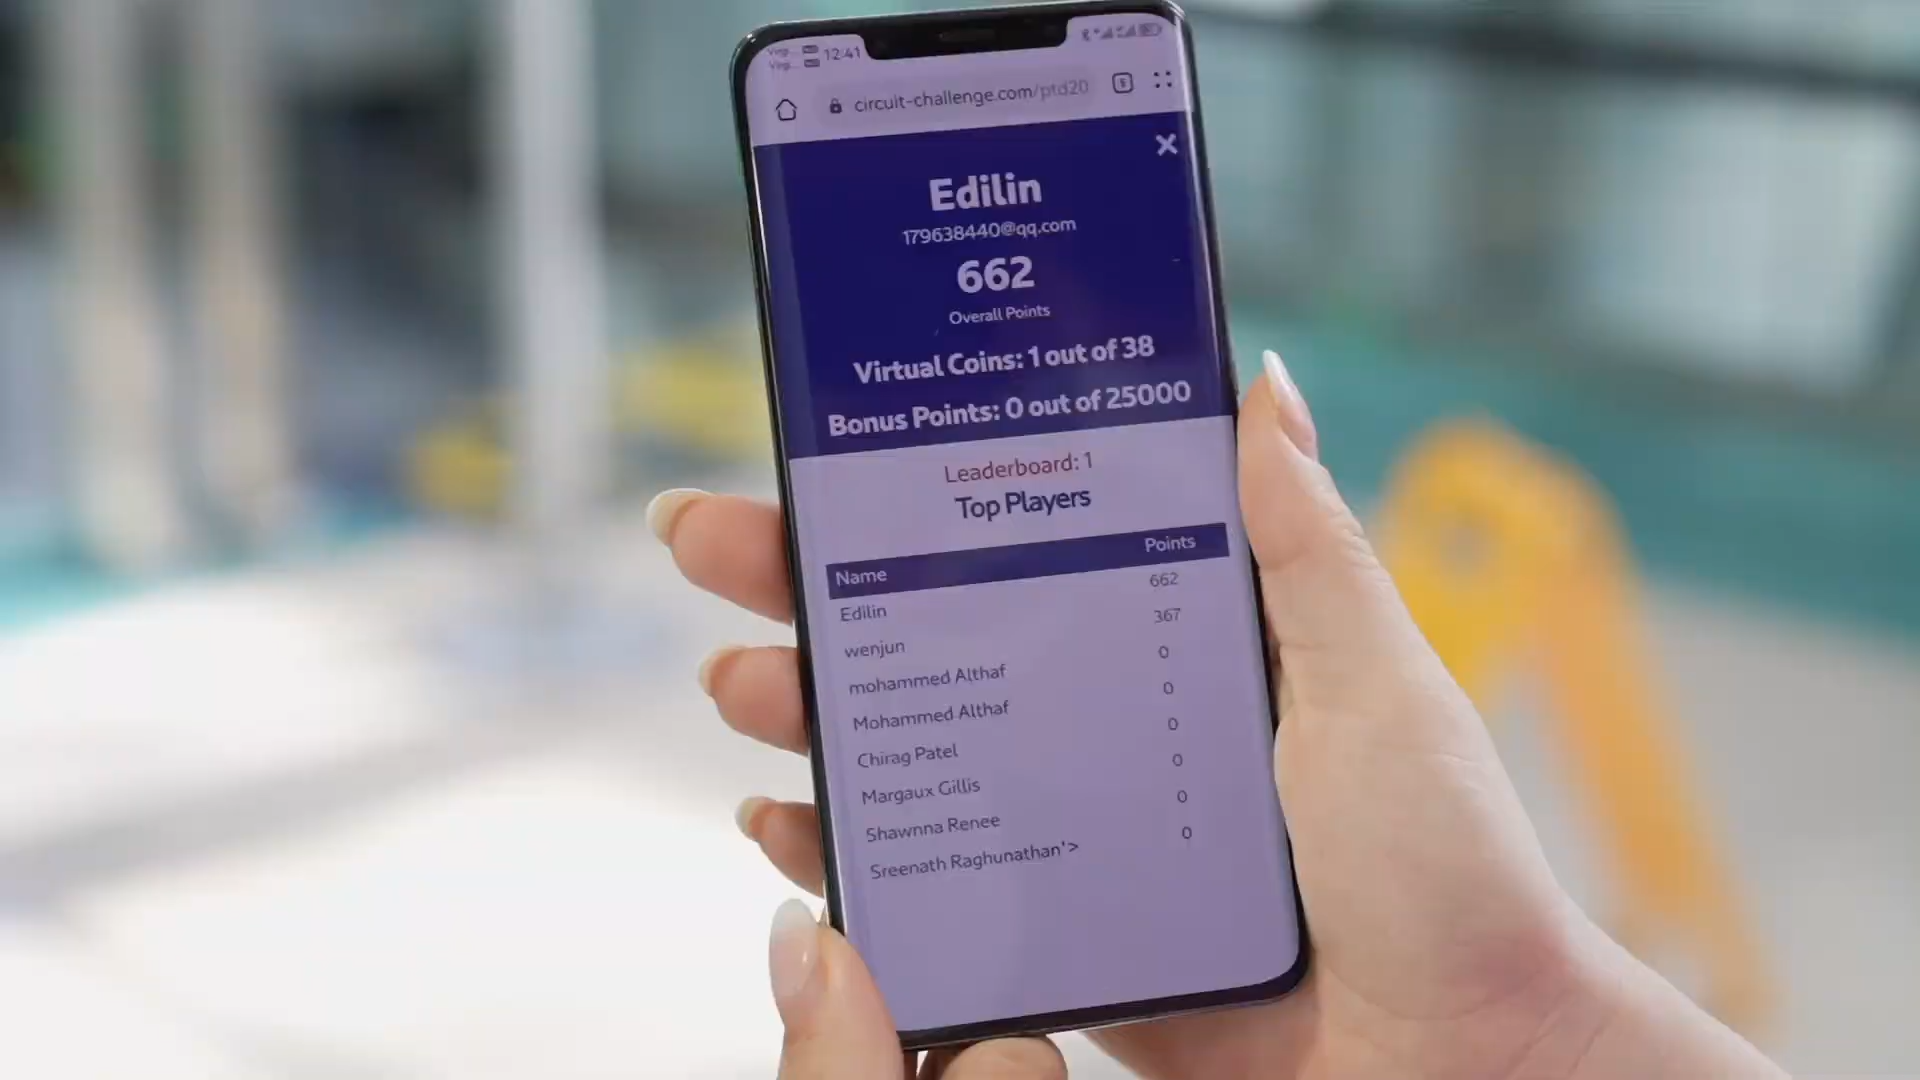 12:41
circuit-challenge.com/ptd20
Edilin
179638440@qq.com
662
Overall Points
Virtual Coins: 1 out of 38
Bonus Points: 0 out of 25000
Leaderboard: 1
Top Players
Name Points
Edilin 662
wenjun 367
mohammed Althaf 0
Mohammed Althaf 0
Chirag Patel 0
Margaux Gillis 0
Shawnna Renee 0
Sreenath Raghunathan'> 0